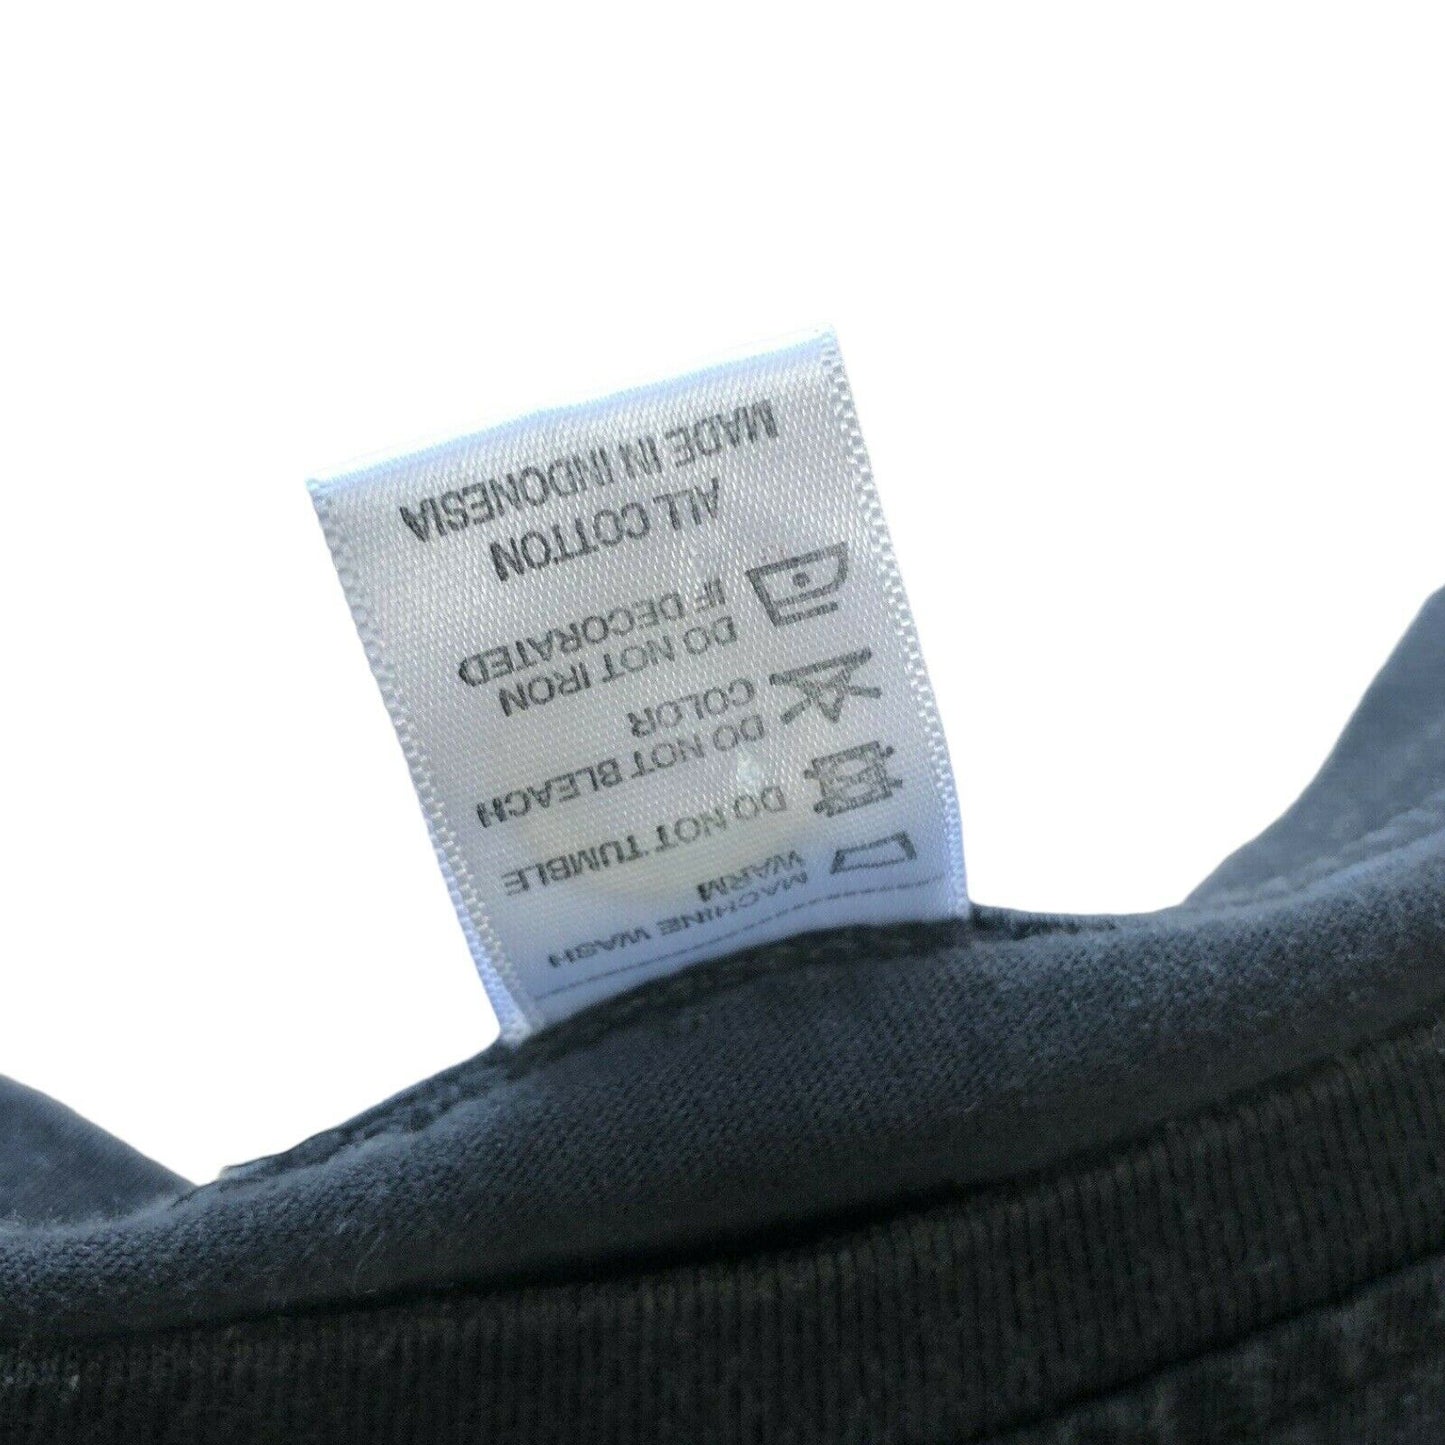 MACHINE WASH
WARM
DO NOT TUMBLE
DO NOT BLEACH
COLOR
DO NOT IRON
IF DECORATED
ALL COTTON
MADE IN INDONESIA